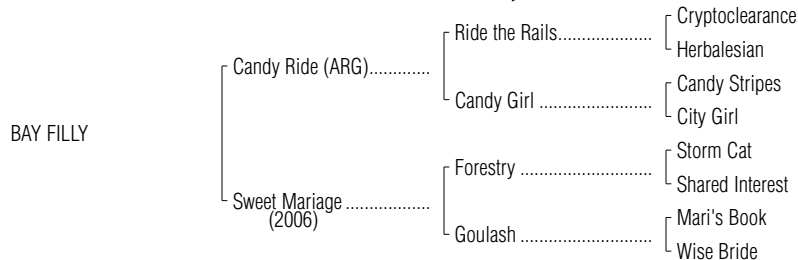 Cryptoclearance
Ride the Rails.....................
Herbalesian
Candy Ride (ARG).............
Candy Stripes
Candy Girl .........................
City Girl
BAY FILLY
Storm Cat
Forestry .............................
Shared Interest
Sweet Mariage ..................
(2006)
Mari's Book
Goulash .............................
Wise Bride